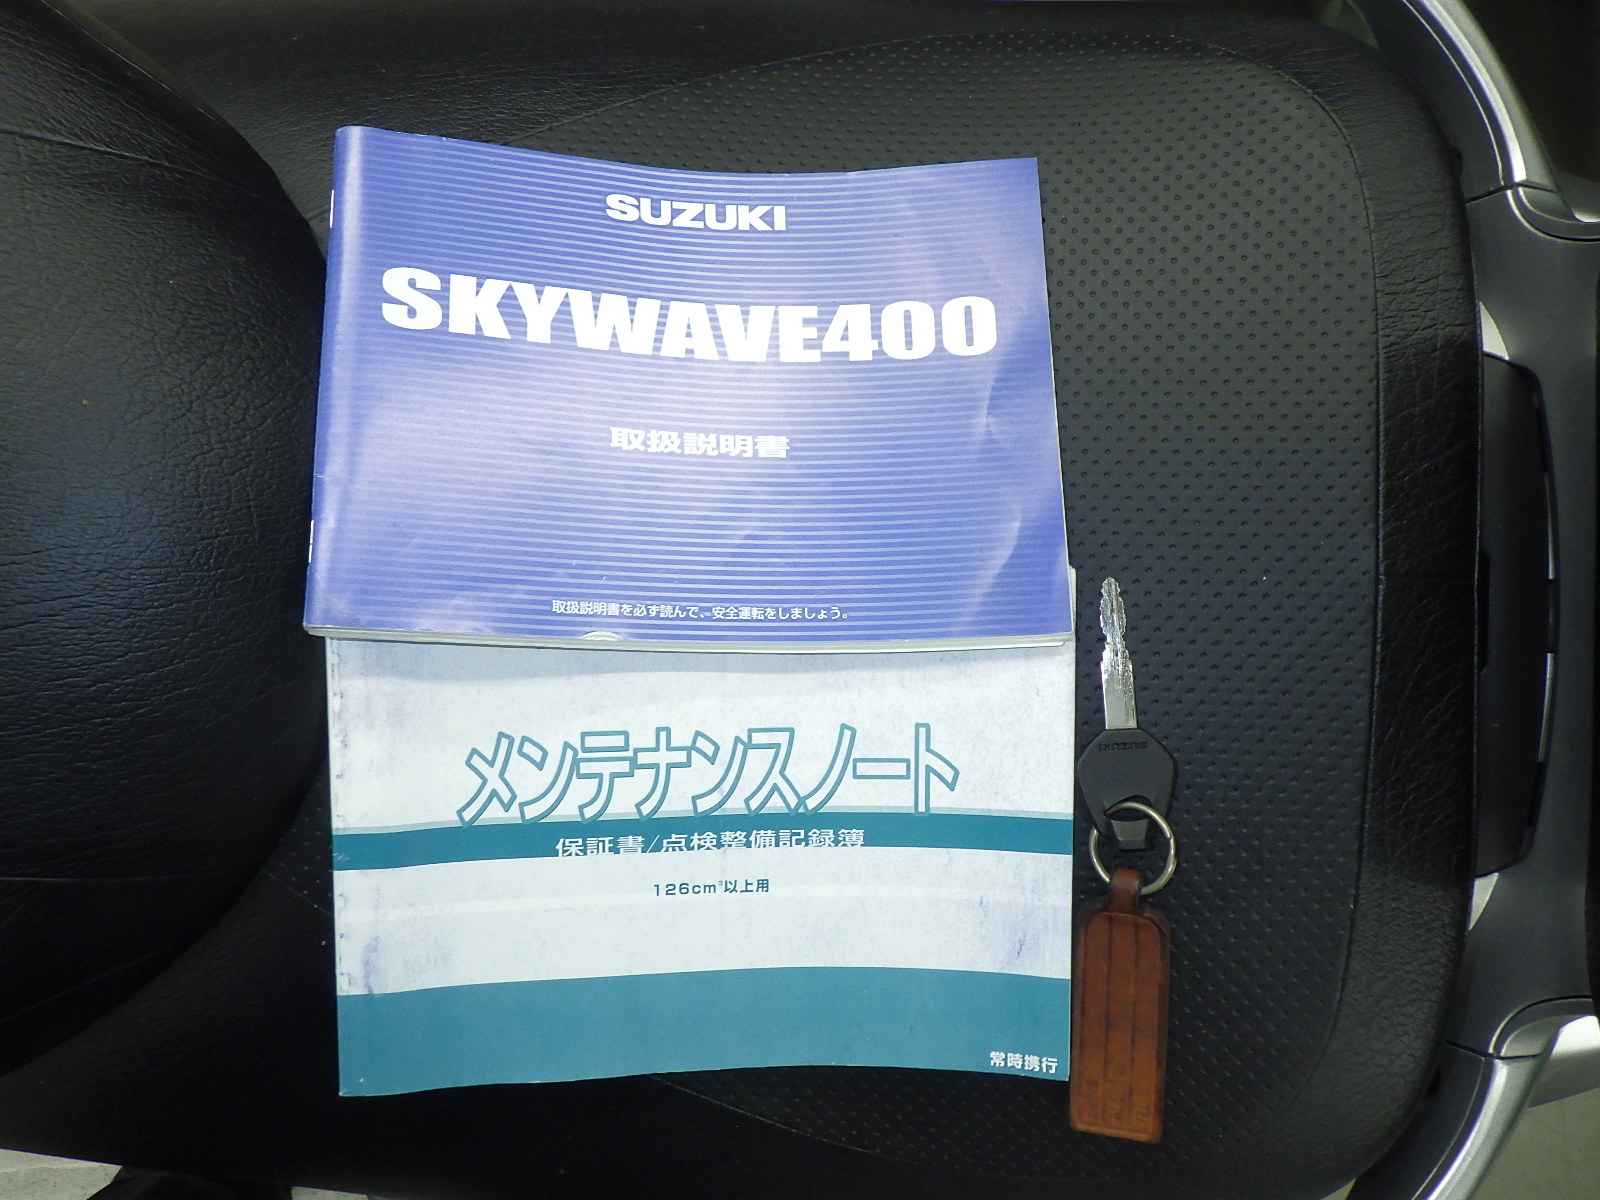 SUZUKI
SKYWAVE400
取扱説明書
取扱説明書を必ず読んで、安全運転をしましょう。
メンテナンスノート
保証書/点検整備記録簿
126cm³以上用
常時携行
SUZUKI